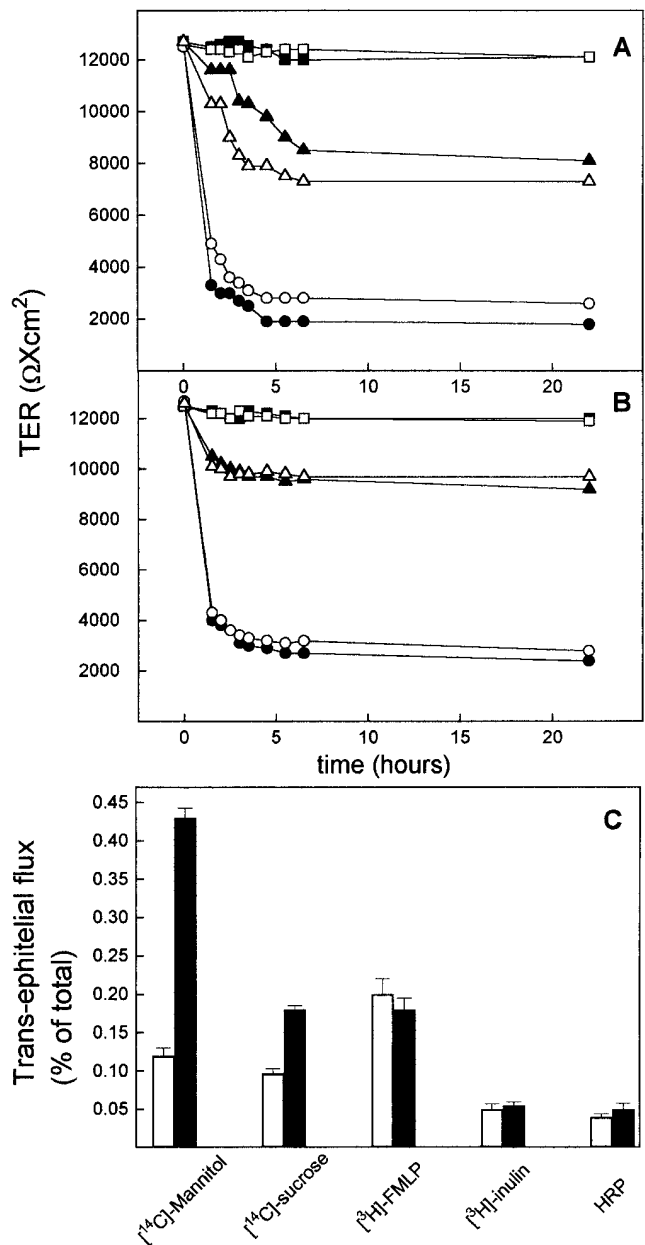 A
12000
10000
8000
6000
4000
2000
0 5 10 15 20
B
12000
10000
8000
6000
4000
2000
0 5 10 15 20
time (hours)
TER (ΩXcm²)
C
0.45
0.40
0.35
0.30
0.25
0.20
0.15
0.10
0.05
Trans-ephitelial flux
(% of total)
[¹⁴C]-Mannitol
[¹⁴C]-sucrose
[³H]-FMLP
[³H]-inulin
HRP